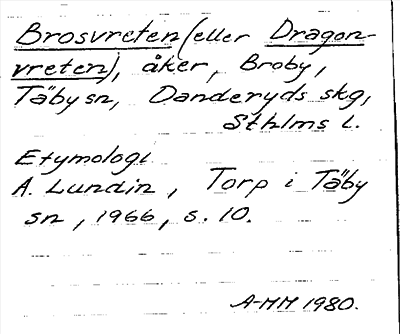 Brosvreten (eller Dragon-
vreten), åker, Broby,
Täby sn, Danderyds skg,
Sthlms l.
Etymologi
A. Lundin, Torp i Täby
sn, 1966, s. 10.
A-MM 1980.